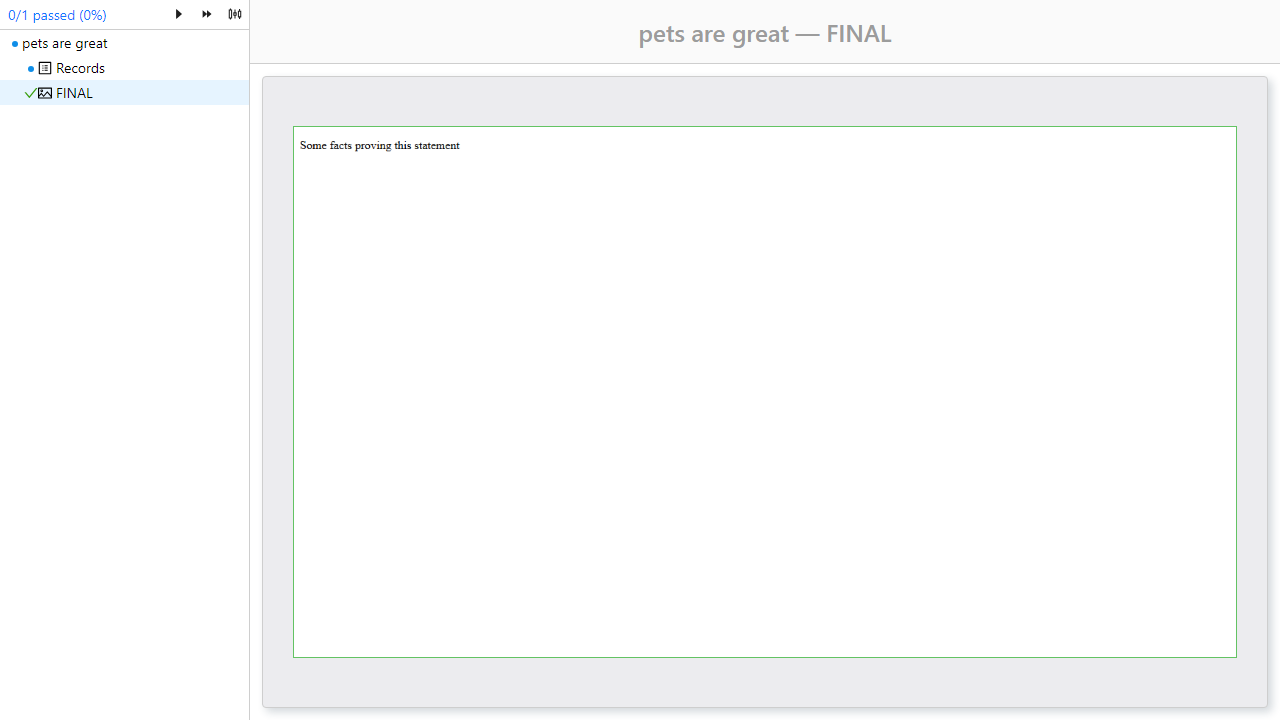 0/1 passed (0%)
pets are great
Records
FINAL
pets are great — FINAL
Some facts proving this statement